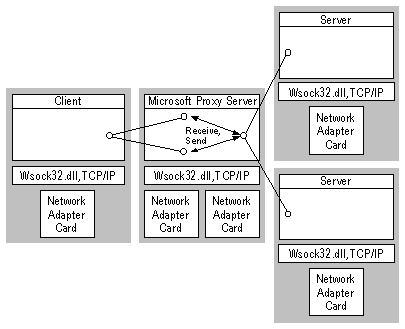 Client
Wsock32.dll,TCP/IP
Network
Adapter
Card
Microsoft Proxy Server
Receive,
Send
Wsock32.dll,TCP/IP
Network
Adapter
Card
Network
Adapter
Card
Server
Wsock32.dll,TCP/IP
Network
Adapter
Card
Server
Wsock32.dll,TCP/IP
Network
Adapter
Card